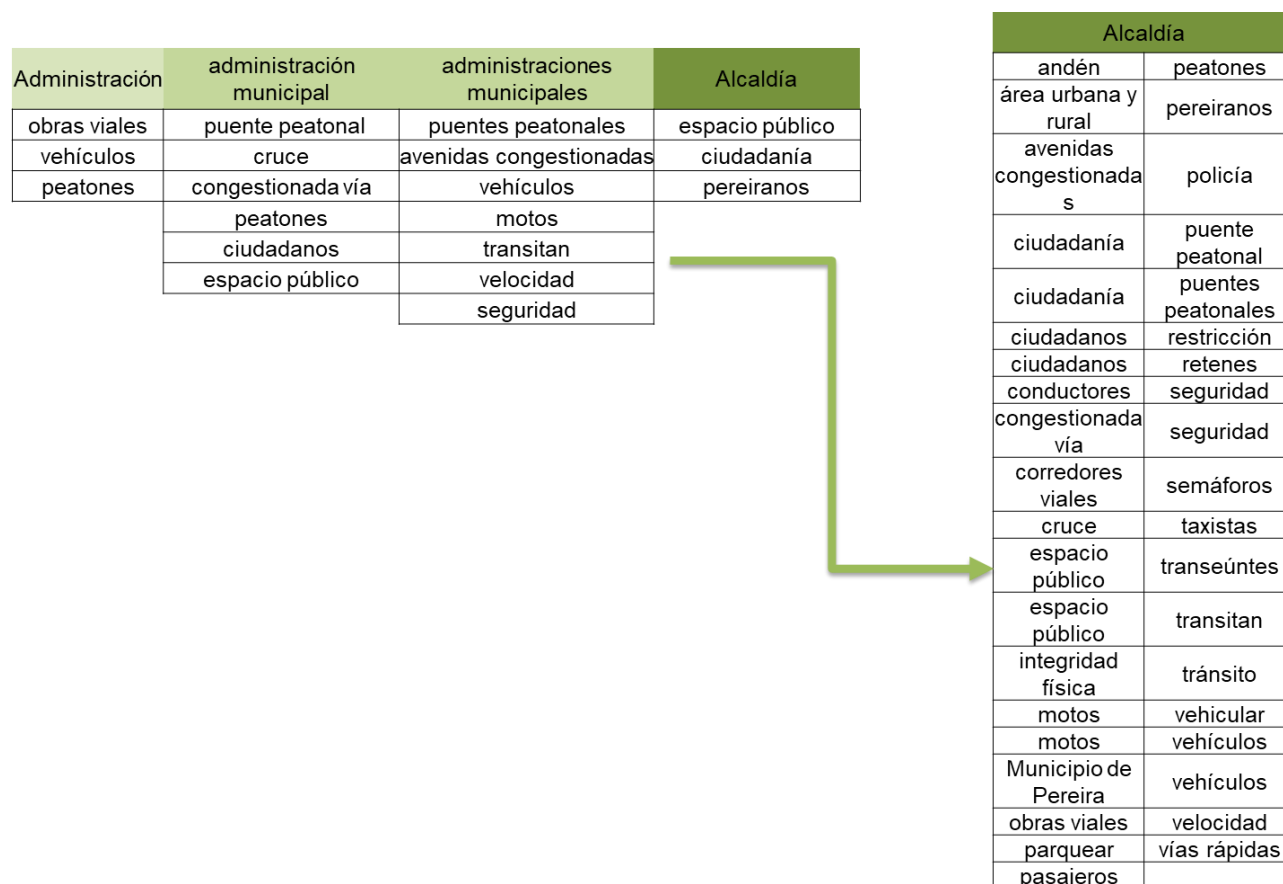 Administración administración municipal administraciones municipales Alcaldía
obras viales puente peatonal puentes peatonales espacio público
vehículos cruce avenidas congestionadas ciudadanía
peatones congestionada vía vehículos pereiranos
peatones motos
ciudadanos transitan
espacio público velocidad
seguridad
Alcaldía
andén peatones
área urbana y rural pereiranos
avenidas congestionadas policía
ciudadanía puente peatonal
ciudadanía puentes peatonales
ciudadanos restricción
ciudadanos retenes
conductores seguridad
congestionada vía seguridad
corredores viales semáforos
cruce taxistas
espacio público transeúntes
espacio público transitan
integridad física tránsito
motos vehicular
motos vehículos
Municipio de Pereira vehículos
obras viales velocidad
parquear vías rápidas
pasajeros